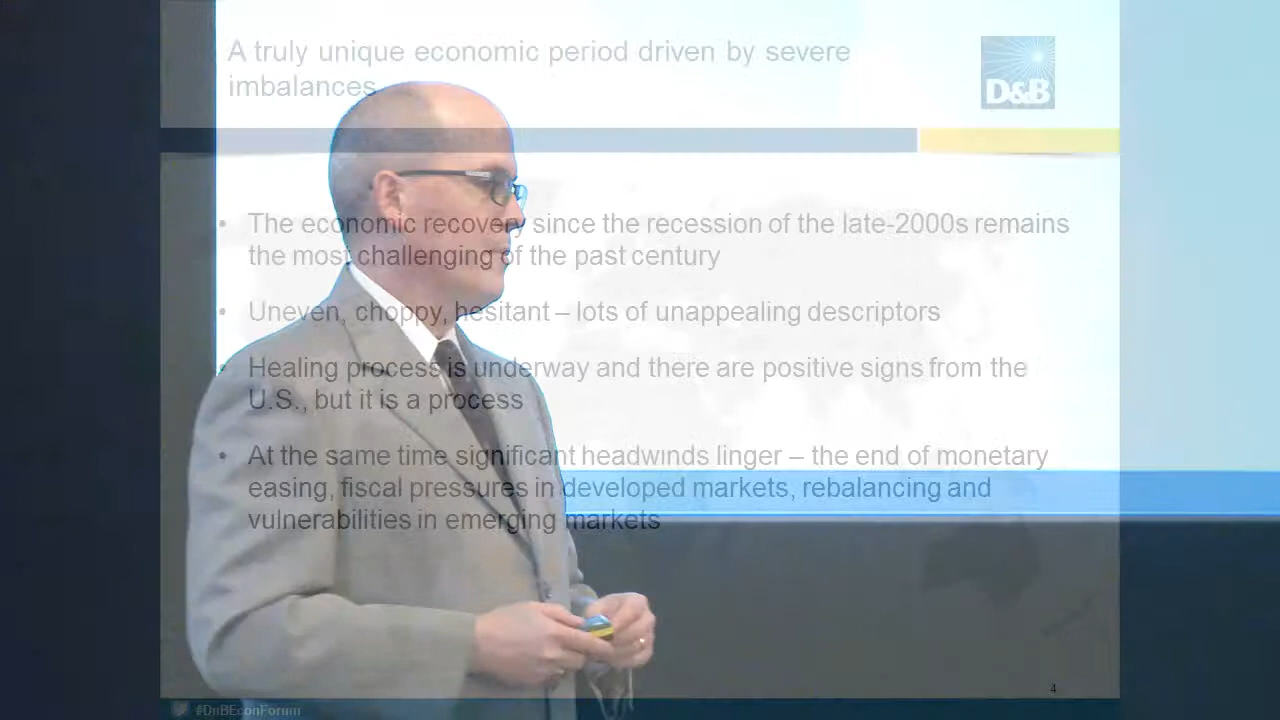 A truly unique economic period driven by severe
imbalances
D&B
• The economic recovery since the recession of the late-2000s remains
the most challenging of the past century
• Uneven, choppy, hesitant – lots of unappealing descriptors
• Healing process is underway and there are positive signs from the
U.S., but it is a process
• At the same time significant headwinds linger – the end of monetary
easing, fiscal pressures in developed markets, rebalancing and
vulnerabilities in emerging markets
4
#DnBEconForum